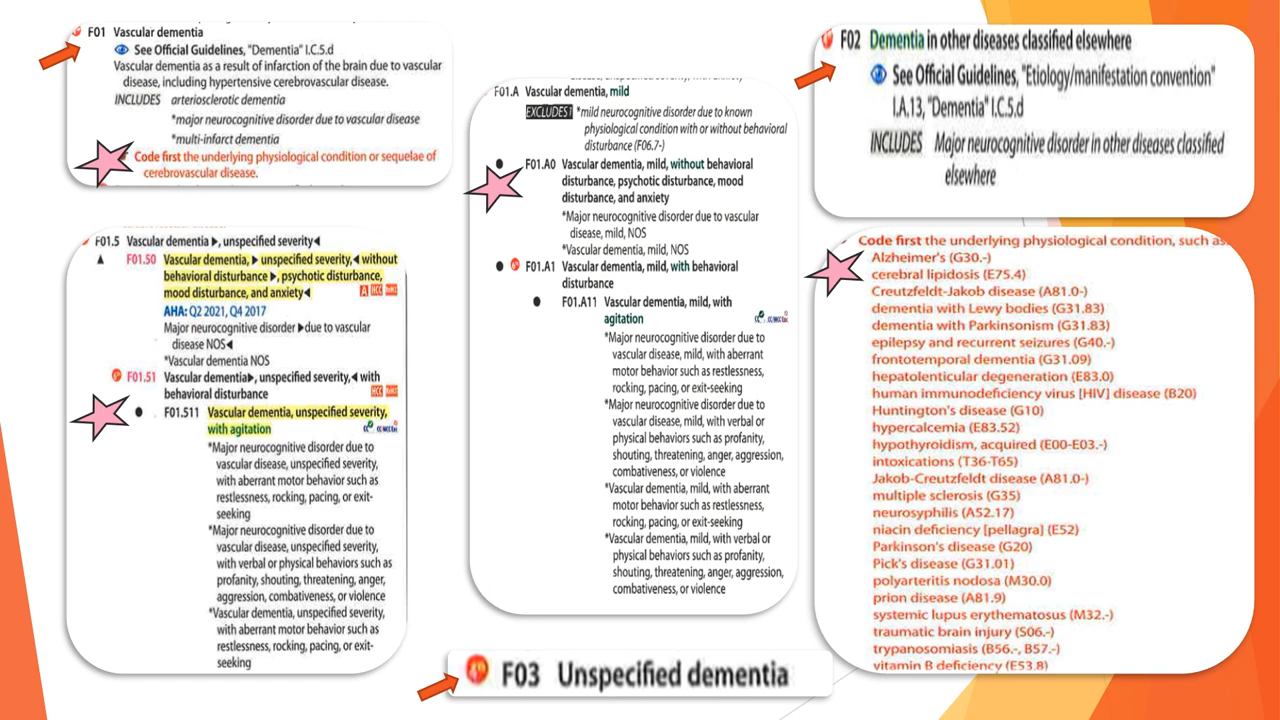 F01 Vascular dementia
See Official Guidelines, "Dementia" I.C.5.d
Vascular dementia as a result of infarction of the brain due to vascular
disease, including hypertensive cerebrovascular disease.
INCLUDES arteriosclerotic dementia
*major neurocognitive disorder due to vascular disease
*multi-infarct dementia
Code first the underlying physiological condition or sequelae of
cerebrovascular disease.
F01.5 Vascular dementia ▶, unspecified severity◀
▲ F01.50 Vascular dementia, ▶ unspecified severity,◀ without
behavioral disturbance ▶, psychotic disturbance,
mood disturbance, and anxiety◀ A HCC
AHA: Q2 2021, Q4 2017
Major neurocognitive disorder ▶due to vascular
disease NOS◀
*Vascular dementia NOS
F01.51 Vascular dementia▶, unspecified severity,◀ with
behavioral disturbance HCC
● F01.511 Vascular dementia, unspecified severity,
with agitation
*Major neurocognitive disorder due to
vascular disease, unspecified severity,
with aberrant motor behavior such as
restlessness, rocking, pacing, or exit-
seeking
*Major neurocognitive disorder due to
vascular disease, unspecified severity,
with verbal or physical behaviors such as
profanity, shouting, threatening, anger,
aggression, combativeness, or violence
*Vascular dementia, unspecified severity,
with aberrant motor behavior such as
restlessness, rocking, pacing, or exit-
seeking
F01.A Vascular dementia, mild
EXCLUDES1 *mild neurocognitive disorder due to known
physiological condition with or without behavioral
disturbance (F06.7-)
● F01.A0 Vascular dementia, mild, without behavioral
disturbance, psychotic disturbance, mood
disturbance, and anxiety
*Major neurocognitive disorder due to vascular
disease, mild, NOS
*Vascular dementia, mild, NOS
● F01.A1 Vascular dementia, mild, with behavioral
disturbance
● F01.A11 Vascular dementia, mild, with
agitation
*Major neurocognitive disorder due to
vascular disease, mild, with aberrant
motor behavior such as restlessness,
rocking, pacing, or exit-seeking
*Major neurocognitive disorder due to
vascular disease, mild, with verbal or
physical behaviors such as profanity,
shouting, threatening, anger, aggression,
combativeness, or violence
*Vascular dementia, mild, with aberrant
motor behavior such as restlessness,
rocking, pacing, or exit-seeking
*Vascular dementia, mild, with verbal or
physical behaviors such as profanity,
shouting, threatening, anger, aggression,
combativeness, or violence
F03 Unspecified dementia
F02 Dementia in other diseases classified elsewhere
See Official Guidelines, "Etiology/manifestation convention"
I.A.13, "Dementia" I.C.5.d
INCLUDES Major neurocognitive disorder in other diseases classified
elsewhere
Code first the underlying physiological condition, such as
Alzheimer's (G30.-)
cerebral lipidosis (E75.4)
Creutzfeldt-Jakob disease (A81.0-)
dementia with Lewy bodies (G31.83)
dementia with Parkinsonism (G31.83)
epilepsy and recurrent seizures (G40.-)
frontotemporal dementia (G31.09)
hepatolenticular degeneration (E83.0)
human immunodeficiency virus [HIV] disease (B20)
Huntington's disease (G10)
hypercalcemia (E83.52)
hypothyroidism, acquired (E00-E03.-)
intoxications (T36-T65)
Jakob-Creutzfeldt disease (A81.0-)
multiple sclerosis (G35)
neurosyphilis (A52.17)
niacin deficiency [pellagra] (E52)
Parkinson's disease (G20)
Pick's disease (G31.01)
polyarteritis nodosa (M30.0)
prion disease (A81.9)
systemic lupus erythematosus (M32.-)
traumatic brain injury (S06.-)
trypanosomiasis (B56.-, B57.-)
vitamin B deficiency (E53.8)